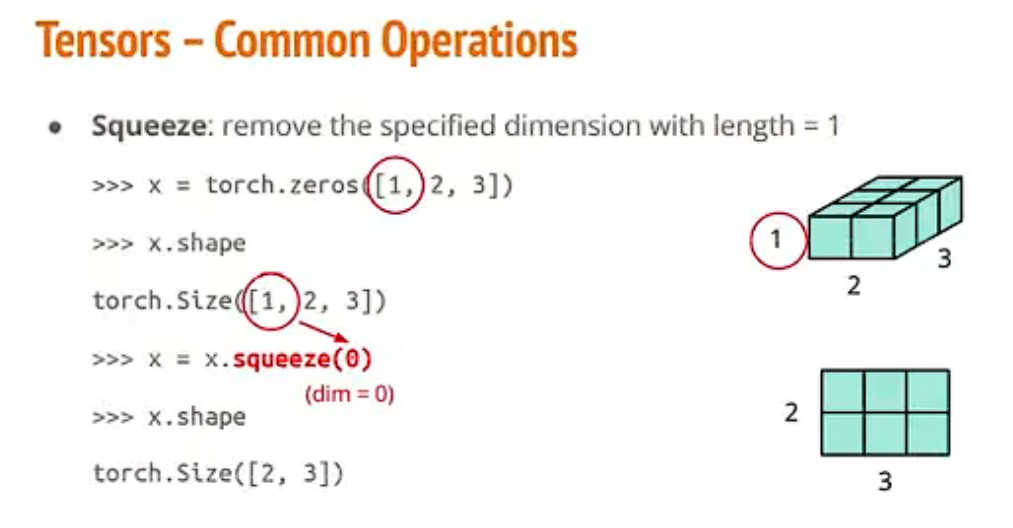 Tensors – Common Operations
● Squeeze: remove the specified dimension with length = 1
>>> x = torch.zeros([1, 2, 3])
>>> x.shape
torch.Size([1, 2, 3])
>>> x = x.squeeze(0)
(dim = 0)
>>> x.shape
torch.Size([2, 3])
1
2
3
2
3